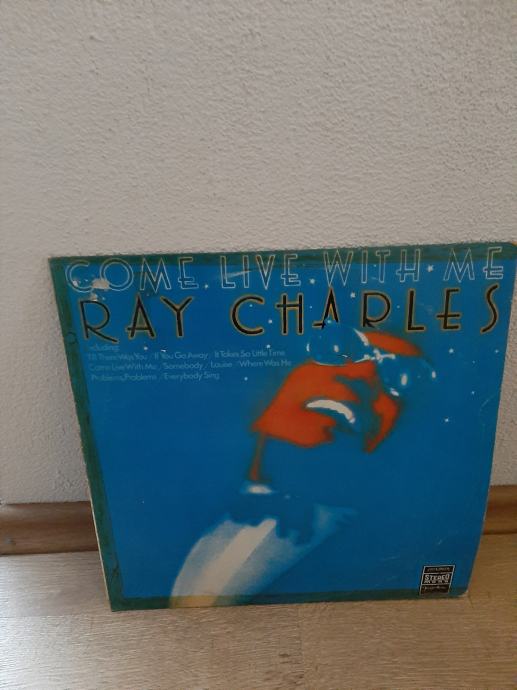 COME LIVE WITH ME
RAY CHARLES
including:
Till There Was You / If You Go Away / It Takes So Little Time
Come Live With Me / Somebody / Louise / Where Was He
Problems, Problems / Everybody Sing
STEREO